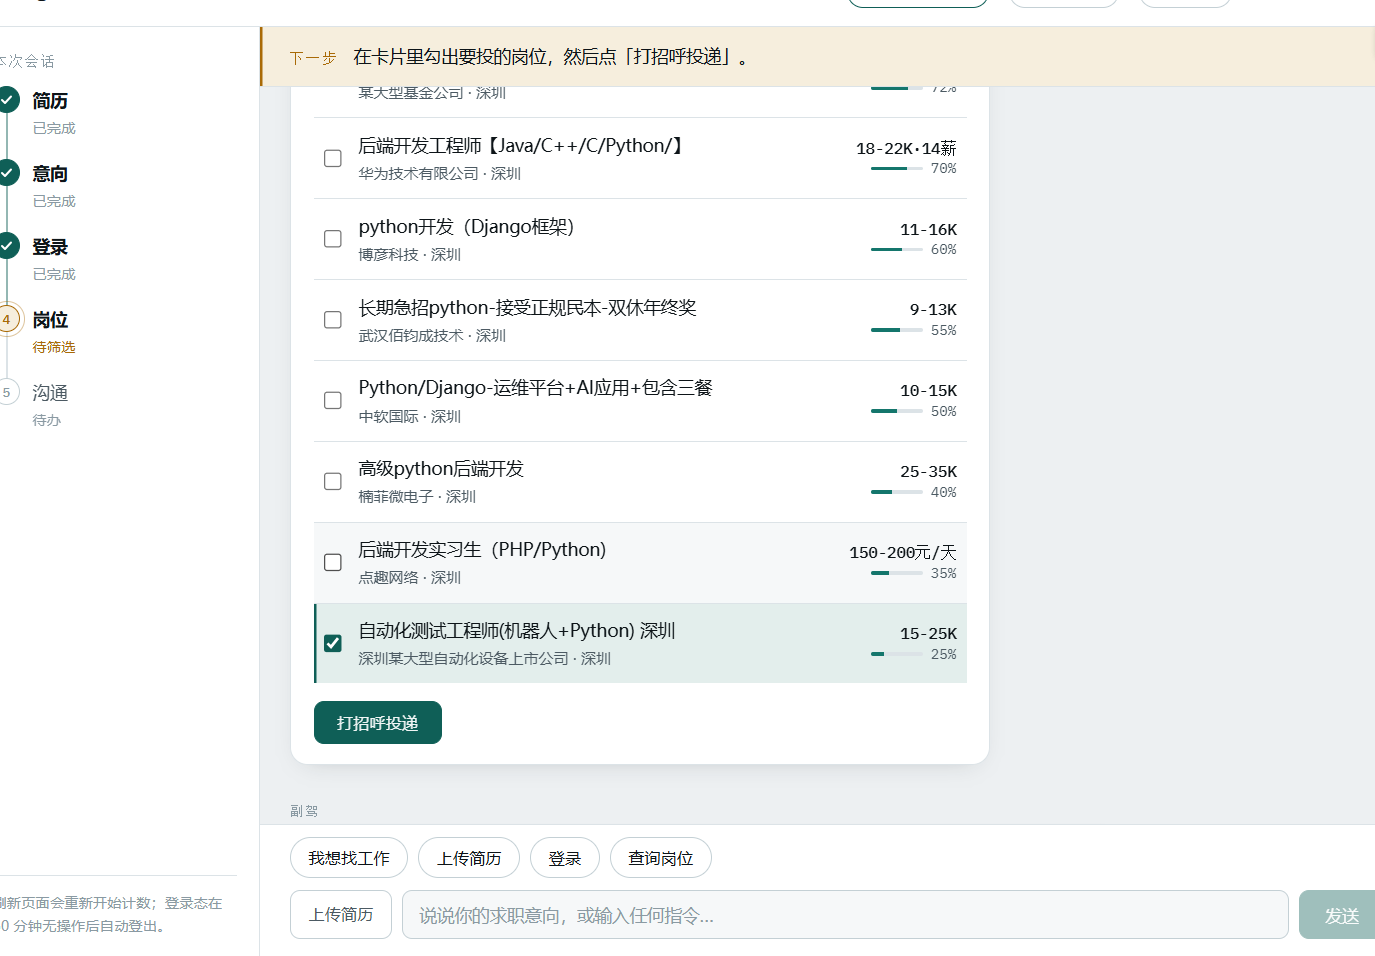 下一步 在卡片里勾出要投的岗位，然后点「打招呼投递」。
本次会话
简历
已完成
意向
已完成
登录
已完成
4 岗位
待筛选
5 沟通
待办
刷新页面会重新开始计数；登录态在
0 分钟无操作后自动登出。
某大型基金公司 · 深圳 72%
后端开发工程师【Java/C++/C/Python/】 18-22K·14薪
华为技术有限公司 · 深圳 70%
python开发（Django框架） 11-16K
博彦科技 · 深圳 60%
长期急招python-接受正规民本-双休年终奖 9-13K
武汉佰钧成技术 · 深圳 55%
Python/Django-运维平台+AI应用+包含三餐 10-15K
中软国际 · 深圳 50%
高级python后端开发 25-35K
楠菲微电子 · 深圳 40%
后端开发实习生（PHP/Python) 150-200元/天
点趣网络 · 深圳 35%
自动化测试工程师(机器人+Python) 深圳 15-25K
深圳某大型自动化设备上市公司 · 深圳 25%
打招呼投递
副驾
我想找工作 上传简历 登录 查询岗位
上传简历 说说你的求职意向，或输入任何指令... 发送